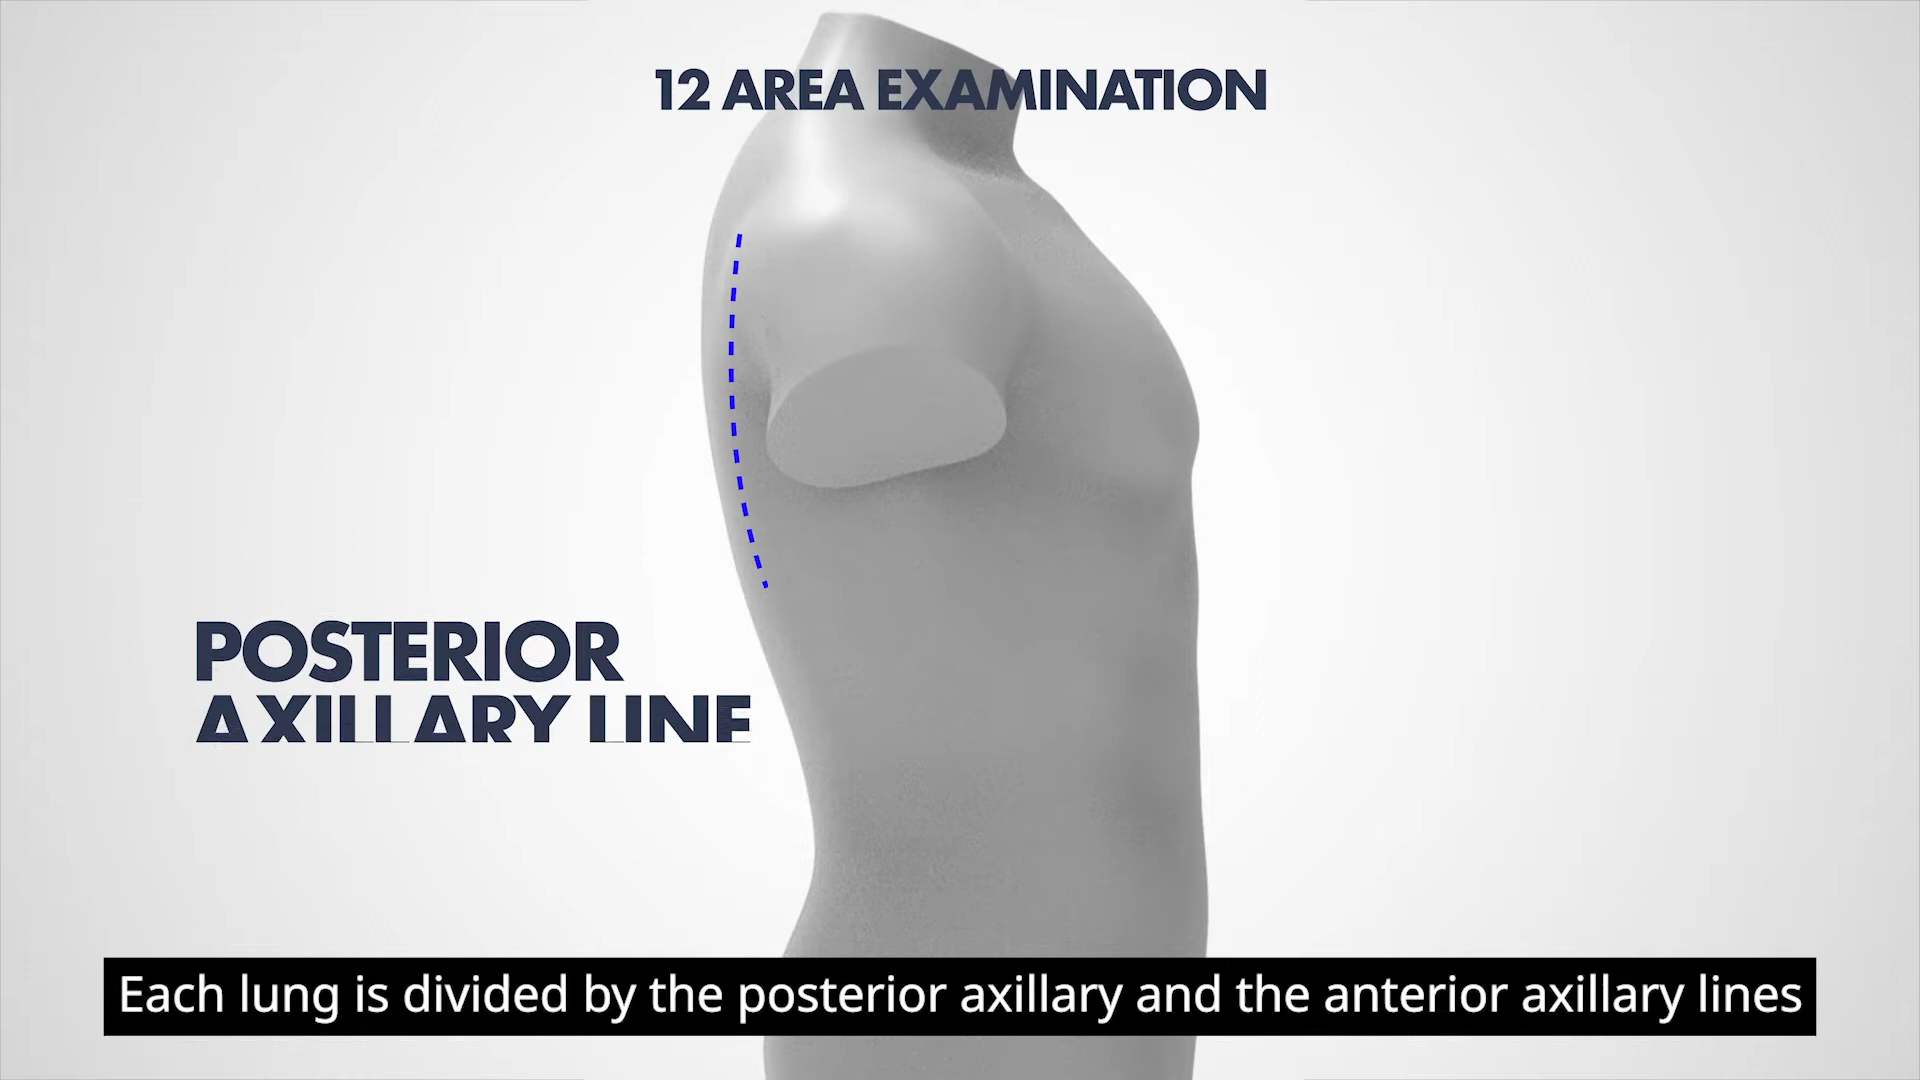 12 AREA EXAMINATION
POSTERIOR
AXILLARY LINE
Each lung is divided by the posterior axillary and the anterior axillary lines